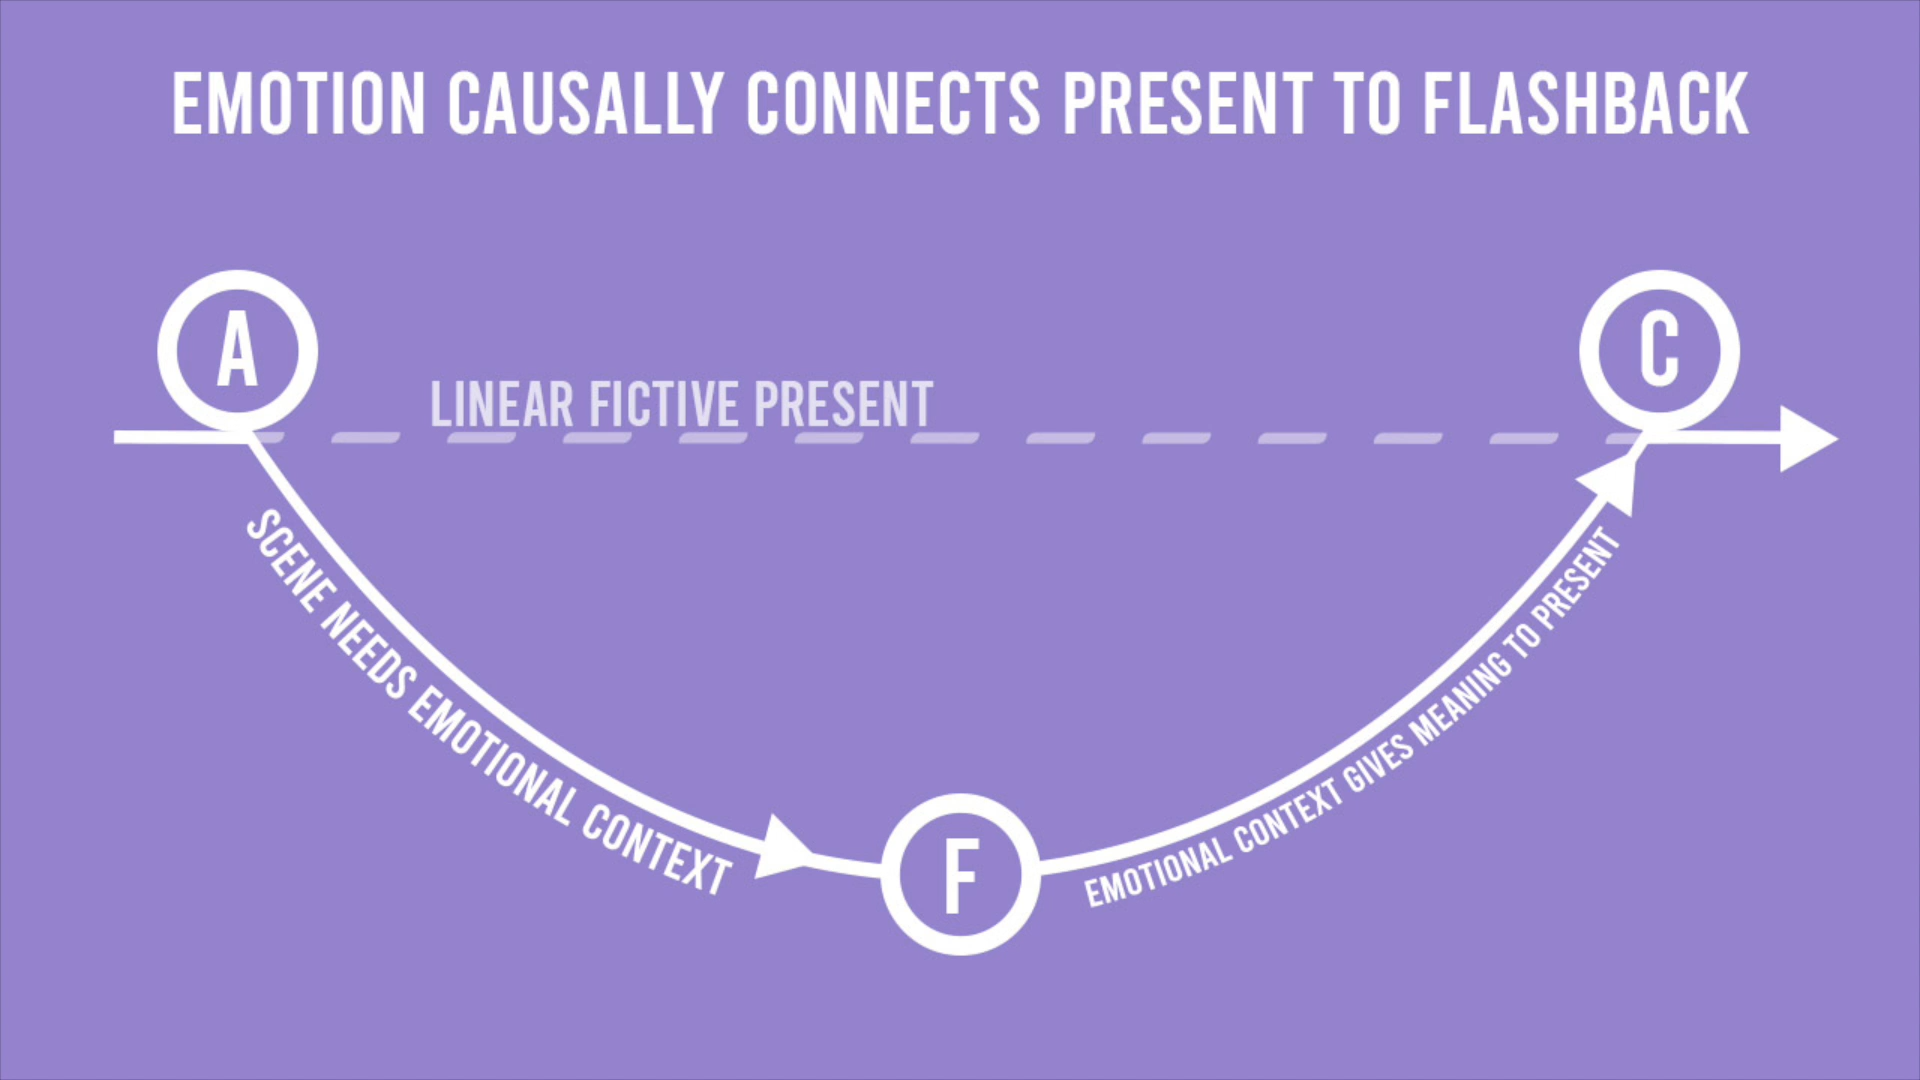 EMOTION CAUSALLY CONNECTS PRESENT TO FLASHBACK
A
C
LINEAR FICTIVE PRESENT
SCENE NEEDS EMOTIONAL CONTEXT
EMOTIONAL CONTEXT GIVES MEANING TO PRESENT
F